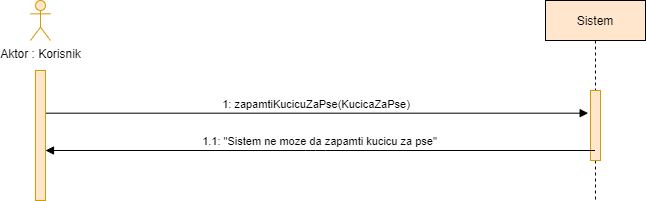 Aktor : Korisnik
Sistem
1: zapamtiKucicuZaPse(KucicaZaPse)
1.1: "Sistem ne moze da zapamti kucicu za pse"